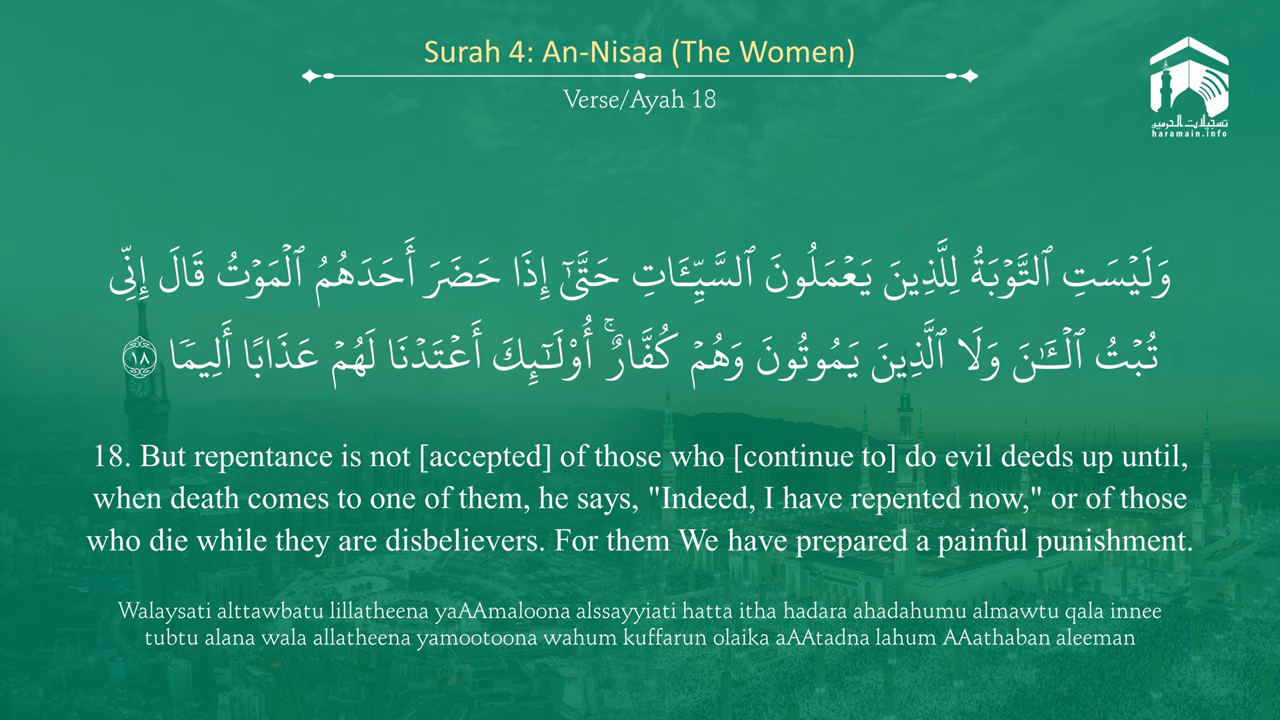 Surah 4: An-Nisaa (The Women)
Verse/Ayah 18
تسجيلات الحرمين
haramain.info
وَلَيْسَتِ ٱلتَّوْبَةُ لِلَّذِينَ يَعْمَلُونَ ٱلسَّيِّـَٔاتِ حَتَّىٰٓ إِذَا حَضَرَ أَحَدَهُمُ ٱلْمَوْتُ قَالَ إِنِّى
تُبْتُ ٱلْـَٰٔنَ وَلَا ٱلَّذِينَ يَمُوتُونَ وَهُمْ كُفَّارٌ ۚ أُو۟لَـٰٓئِكَ أَعْتَدْنَا لَهُمْ عَذَابًا أَلِيمًا ١٨
18. But repentance is not [accepted] of those who [continue to] do evil deeds up until,
when death comes to one of them, he says, "Indeed, I have repented now," or of those
who die while they are disbelievers. For them We have prepared a painful punishment.
Walaysati alttawbatu lillatheena yaAAmaloona alssayyiati hatta itha hadara ahadahumu almawtu qala innee
tubtu alana wala allatheena yamootoona wahum kuffarun olaika aAAtadna lahum AAathaban aleeman